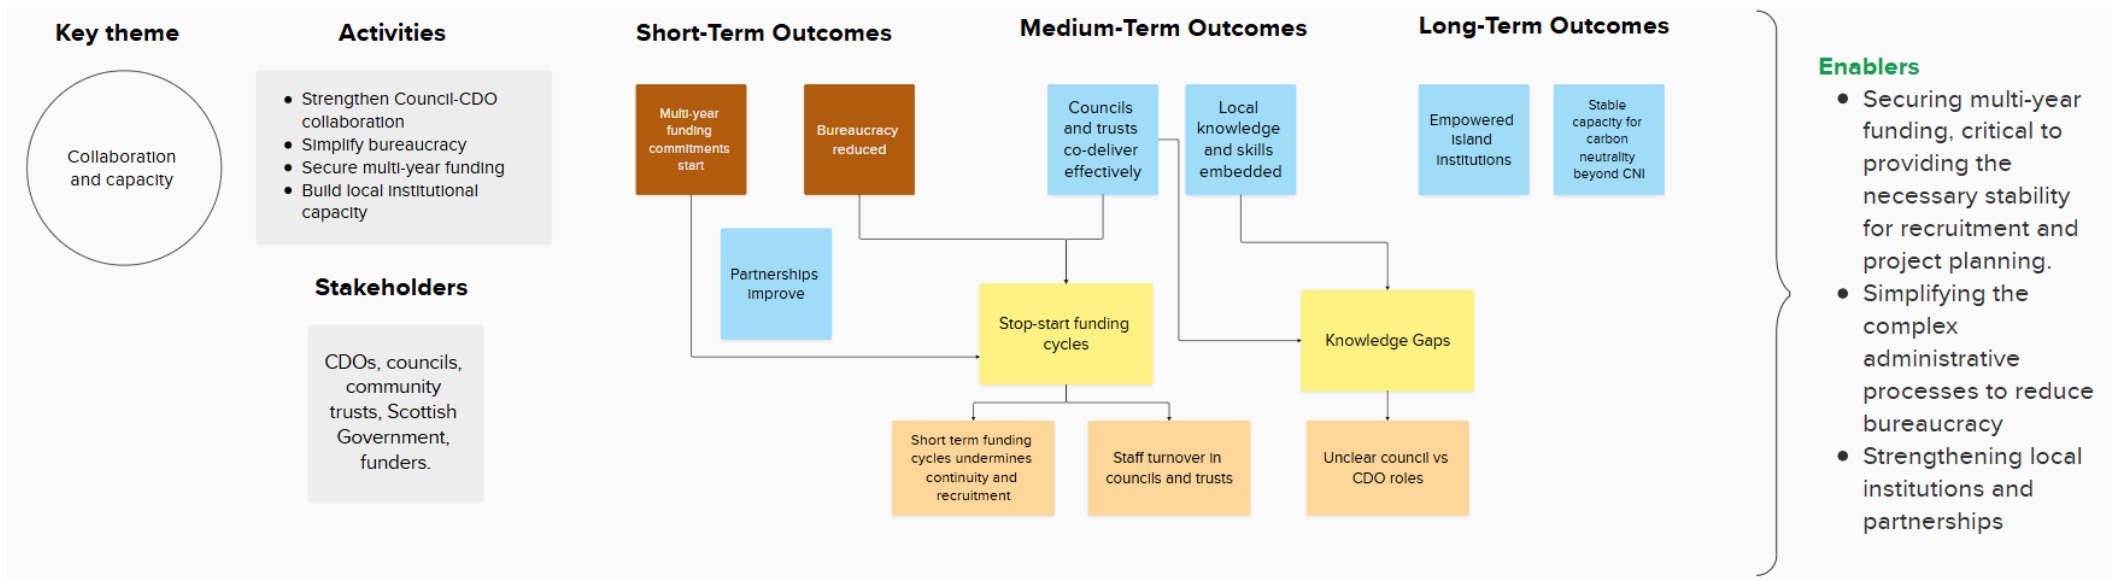 Key theme
Collaboration
and capacity
Activities
● Strengthen Council-CDO
collaboration
● Simplify bureaucracy
● Secure multi-year funding
● Build local institutional
capacity
Stakeholders
CDOs, councils,
community
trusts, Scottish
Government,
funders.
Short-Term Outcomes
Multi-year
funding
commitments
start
Bureaucracy
reduced
Partnerships
improve
Medium-Term Outcomes
Councils
and trusts
co-deliver
effectively
Local
knowledge
and skills
embedded
Long-Term Outcomes
Empowered
island
institutions
Stable
capacity for
carbon
neutrality
beyond CNI
Stop-start funding
cycles
Knowledge Gaps
Short term funding
cycles undermines
continuity and
recruitment
Staff turnover in
councils and trusts
Unclear council vs
CDO roles
Enablers
● Securing multi-year
funding, critical to
providing the
necessary stability
for recruitment and
project planning.
● Simplifying the
complex
administrative
processes to reduce
bureaucracy
● Strengthening local
institutions and
partnerships